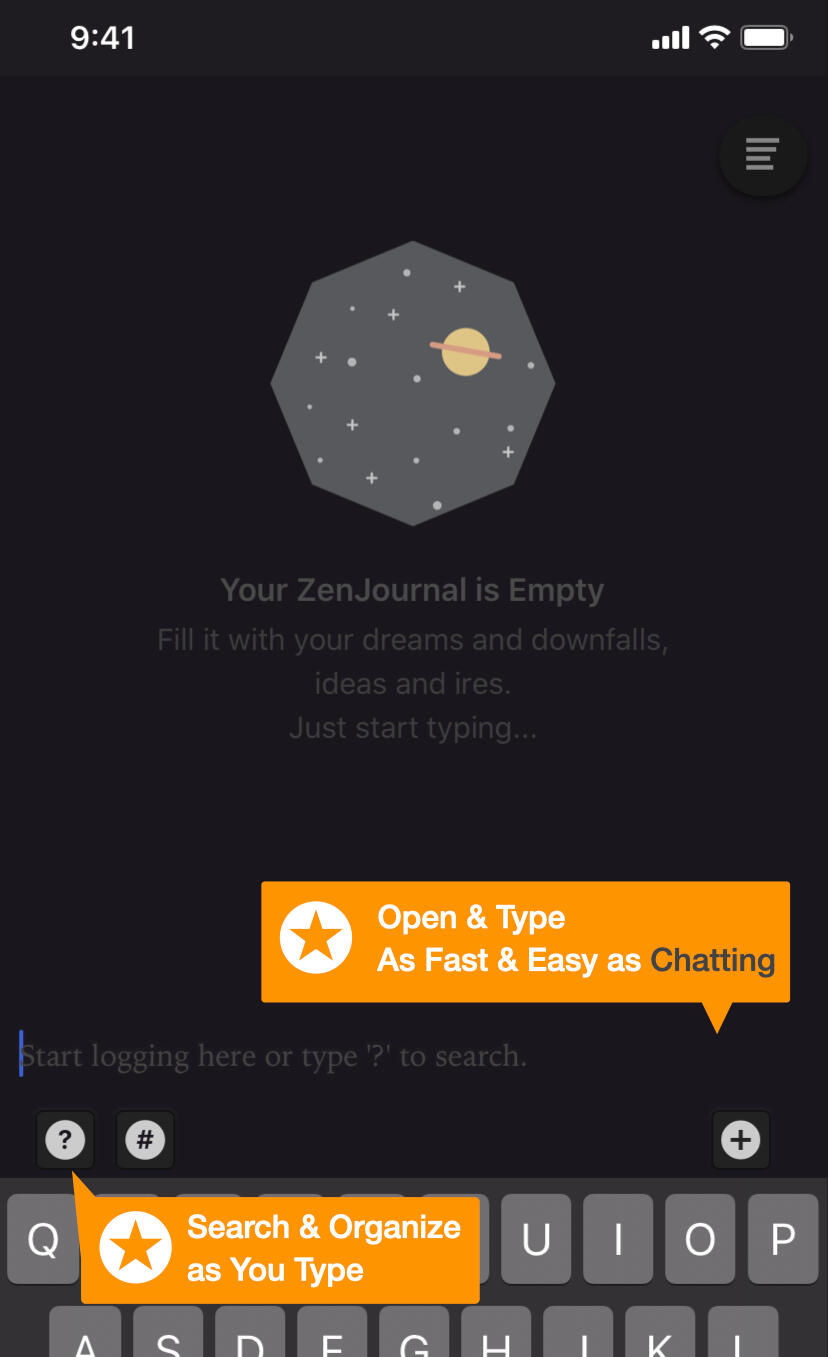 9:41
Your ZenJournal is Empty
Fill it with your dreams and downfalls,
ideas and ires.
Just start typing...
Open & Type
As Fast & Easy as Chatting
Start logging here or type '?' to search.
? # +
Search & Organize
as You Type
Q U I O P
A S D F G H J K L